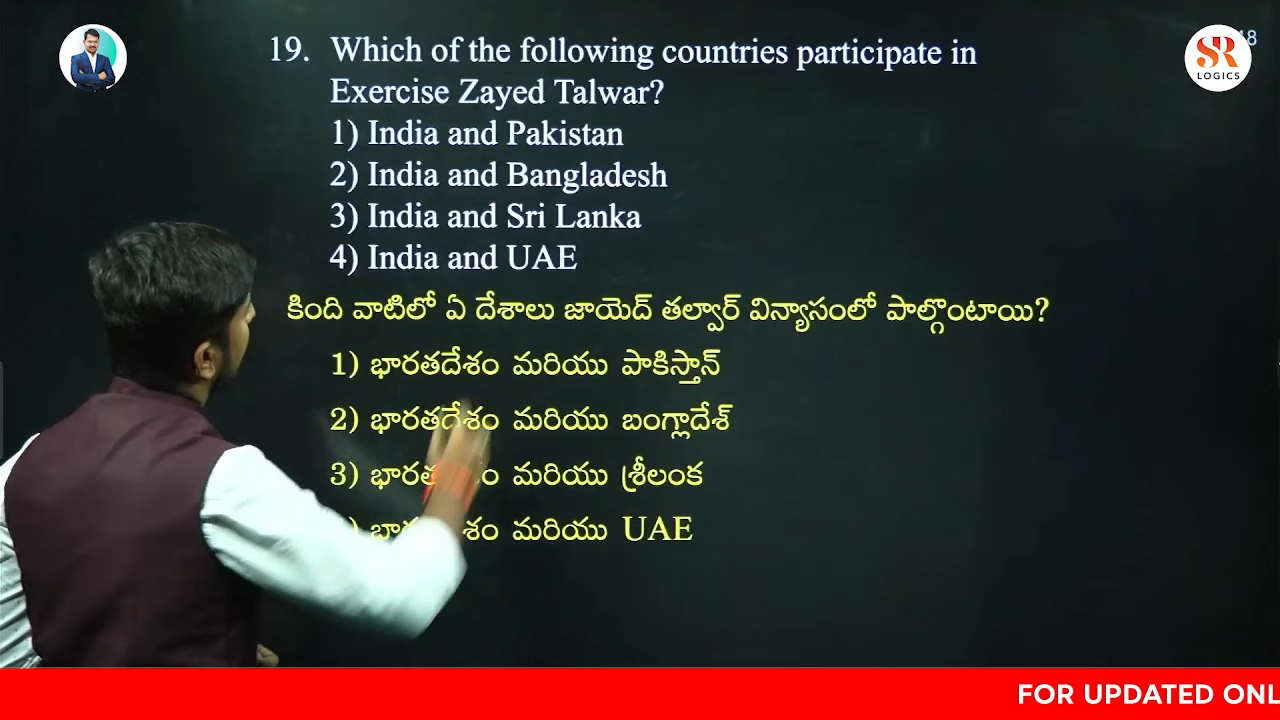 19. Which of the following countries participate in
Exercise Zayed Talwar?
1) India and Pakistan
2) India and Bangladesh
3) India and Sri Lanka
4) India and UAE
కింది వాటిలో ఏ దేశాలు జాయెద్ తల్వార్ విన్యాసంలో పాల్గొంటాయి?
1) భారతదేశం మరియు పాకిస్తాన్
2) భారతదేశం మరియు బంగ్లాదేశ్
3) మరియు శ్రీలంక
మరియు UAE
SR
LOGICS
FOR UPDATED ONL